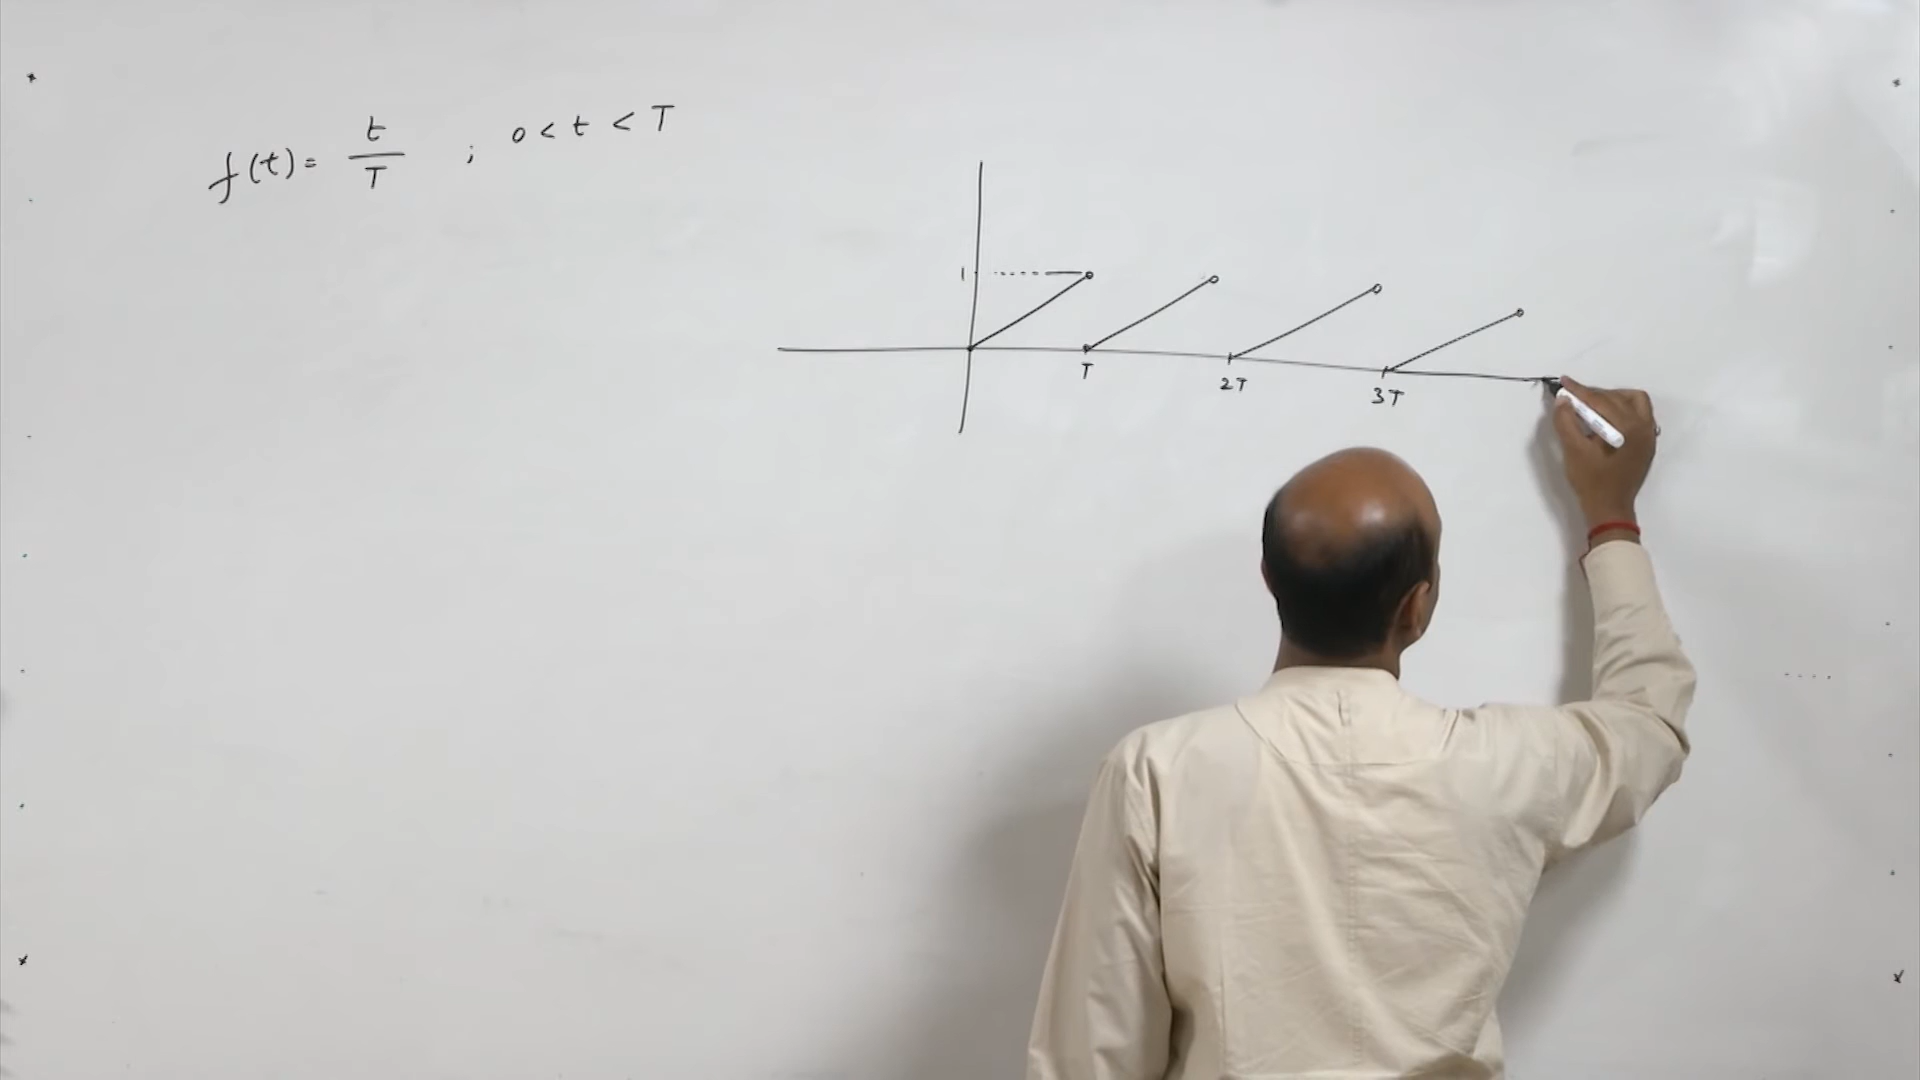 f(t) = t/T ; 0 < t < T
1
T 2T 3T